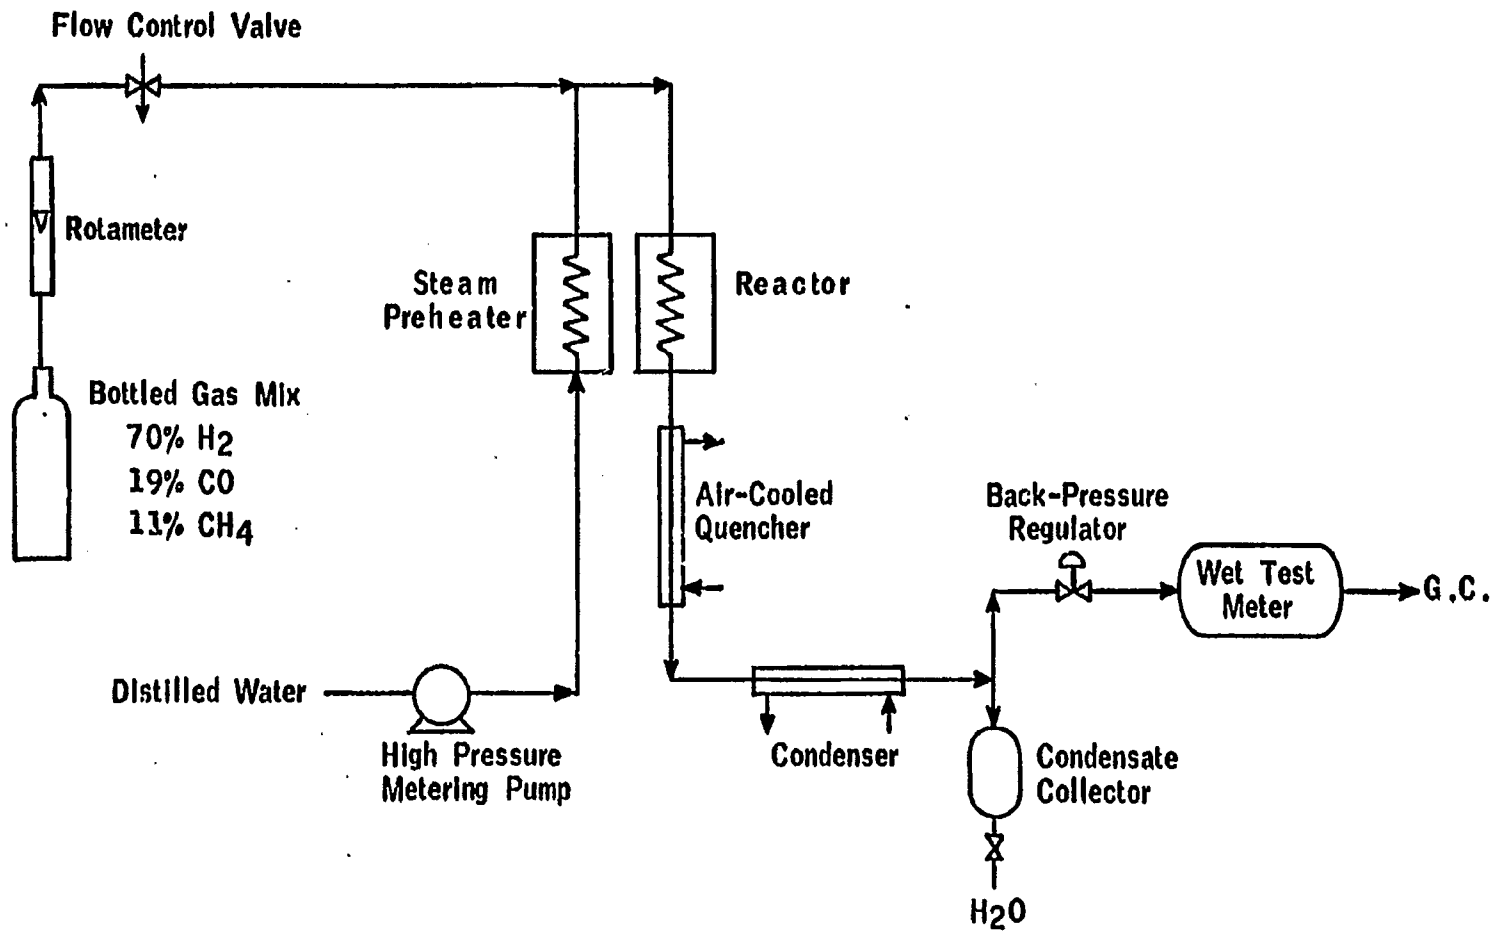 Flow Control Valve
Rotameter
Steam
Preheater
Reactor
Bottled Gas Mix
70% H2
19% CO
11% CH4
Air-Cooled
Quencher
Back-Pressure
Regulator
Wet Test
Meter
G.C.
Distilled Water
High Pressure
Metering Pump
Condenser
Condensate
Collector
H2O